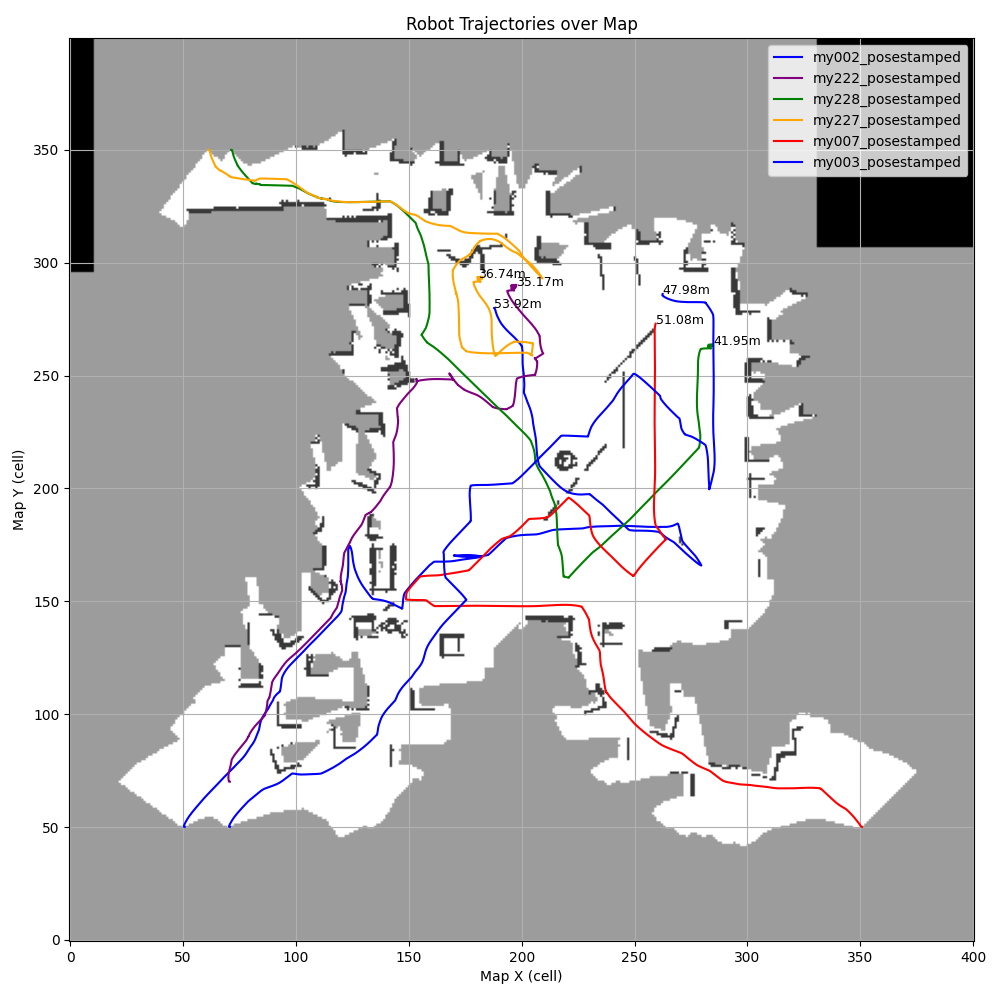 Robot Trajectories over Map
my002_posestamped
my222_posestamped
my228_posestamped
my227_posestamped
my007_posestamped
my003_posestamped
36.74m
35.17m
53.92m
47.98m
51.08m
41.95m
350
300
250
200
150
100
50
0
Map Y (cell)
0 50 100 150 200 250 300 350 400
Map X (cell)